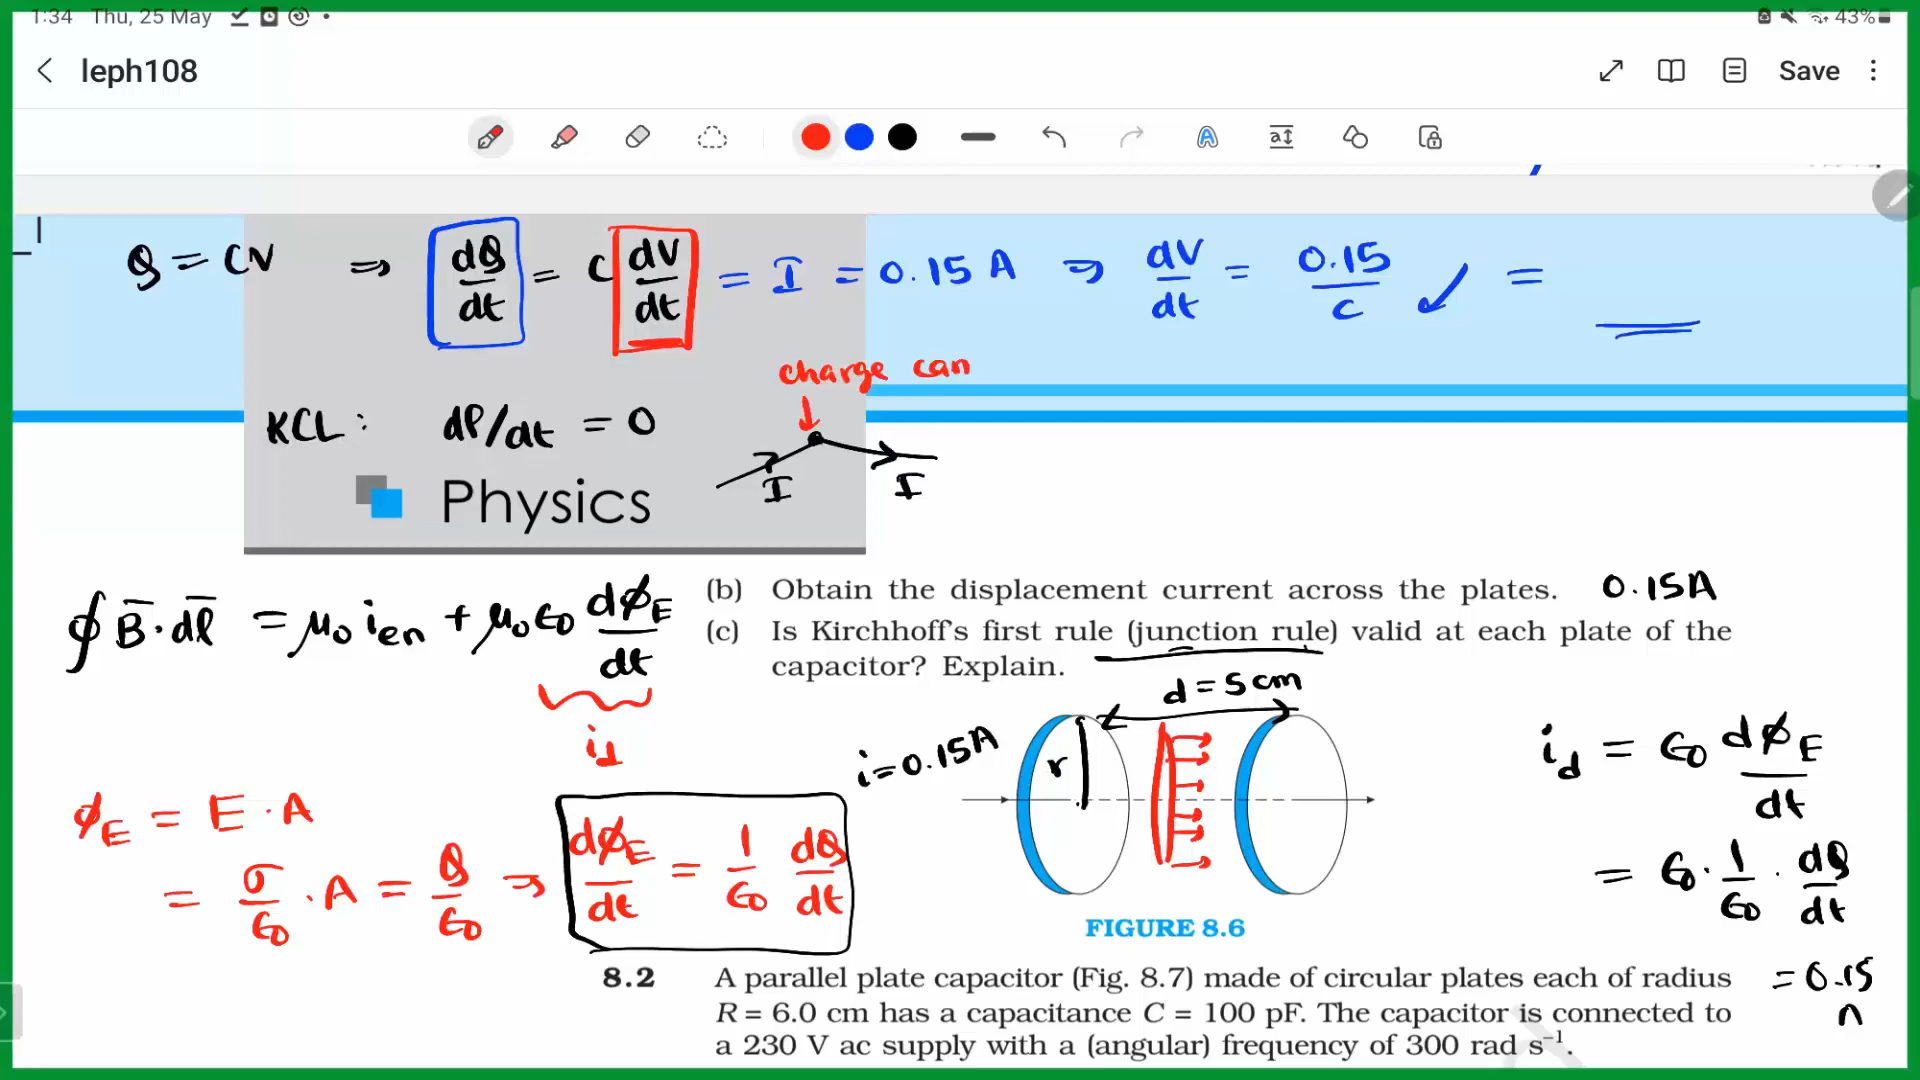 1:34 Thu, 25 May
43%
leph108
Save
Q = CV ⇒ dQ/dt = C dV/dt = I = 0.15 A ⇒ dV/dt = 0.15/C =
charge can
KCL: dρ/dt = 0
I I
Physics
∮ B̄·dl̄ = μ₀ i_en + μ₀ ε₀ dϕ_E/dt
i_d
(b) Obtain the displacement current across the plates. 0.15A
(c) Is Kirchhoff's first rule (junction rule) valid at each plate of the
capacitor? Explain.
d = 5cm
i=0.15A
r
i_d = ε₀ dϕ_E/dt
= ε₀ · 1/ε₀ · dQ/dt
= 0.15
ϕ_E = E·A
= σ/ε₀ · A = Q/ε₀ ⇒ dϕ_E/dt = 1/ε₀ dQ/dt
FIGURE 8.6
8.2 A parallel plate capacitor (Fig. 8.7) made of circular plates each of radius
R = 6.0 cm has a capacitance C = 100 pF. The capacitor is connected to
a 230 V ac supply with a (angular) frequency of 300 rad s⁻¹.